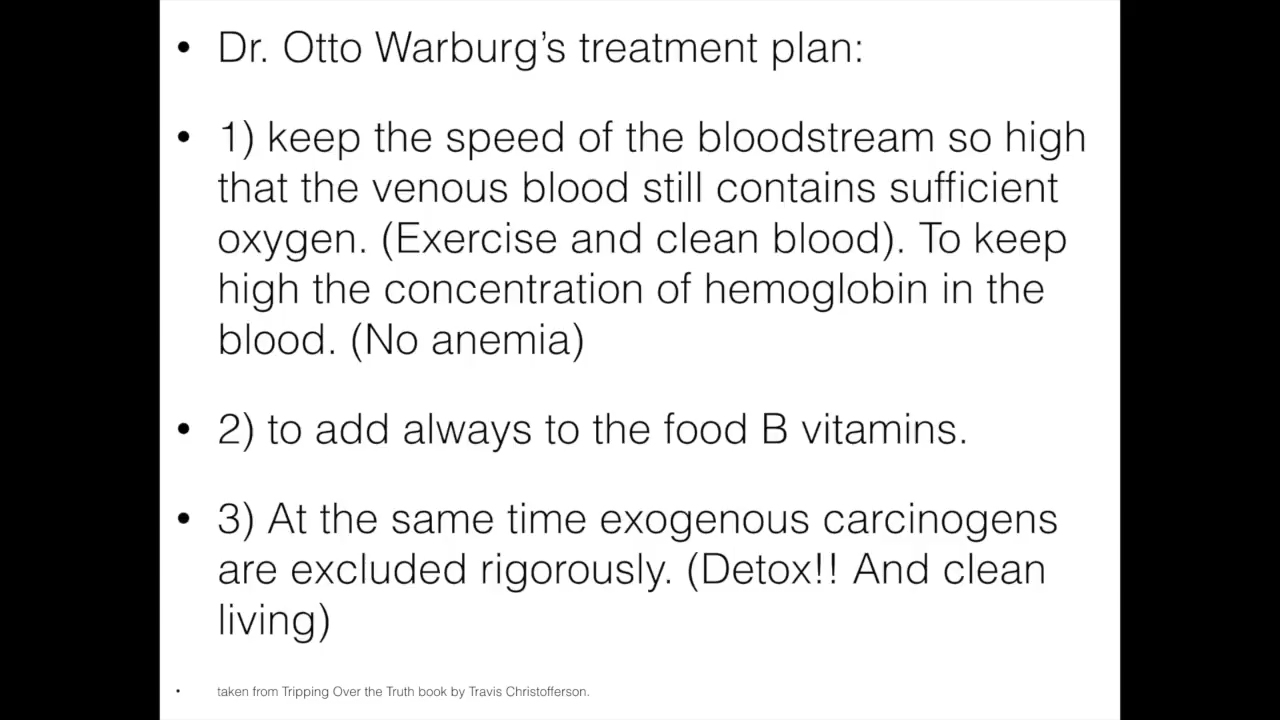 • Dr. Otto Warburg’s treatment plan:
• 1) keep the speed of the bloodstream so high
that the venous blood still contains sufficient
oxygen. (Exercise and clean blood). To keep
high the concentration of hemoglobin in the
blood. (No anemia)
• 2) to add always to the food B vitamins.
• 3) At the same time exogenous carcinogens
are excluded rigorously. (Detox!! And clean
living)
• taken from Tripping Over the Truth book by Travis Christofferson.